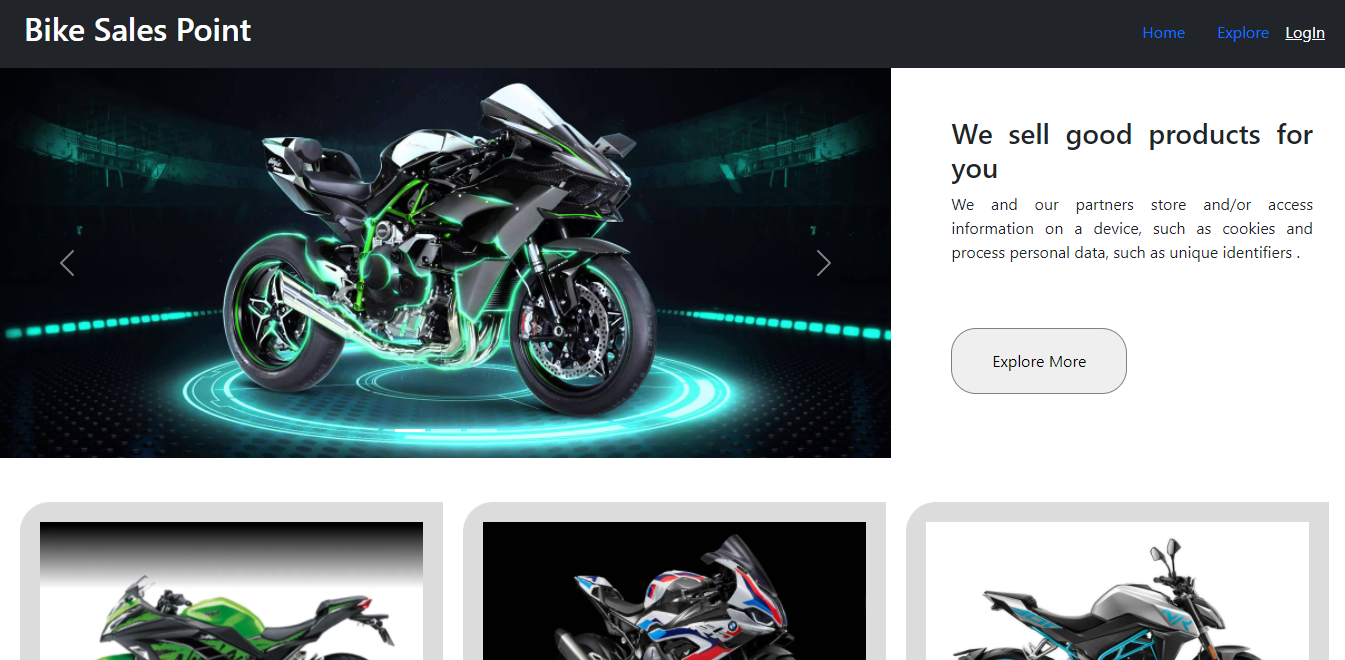 Bike Sales Point
Home Explore LogIn
We sell good products for
you
We and our partners store and/or access
information on a device, such as cookies and
process personal data, such as unique identifiers .
Explore More